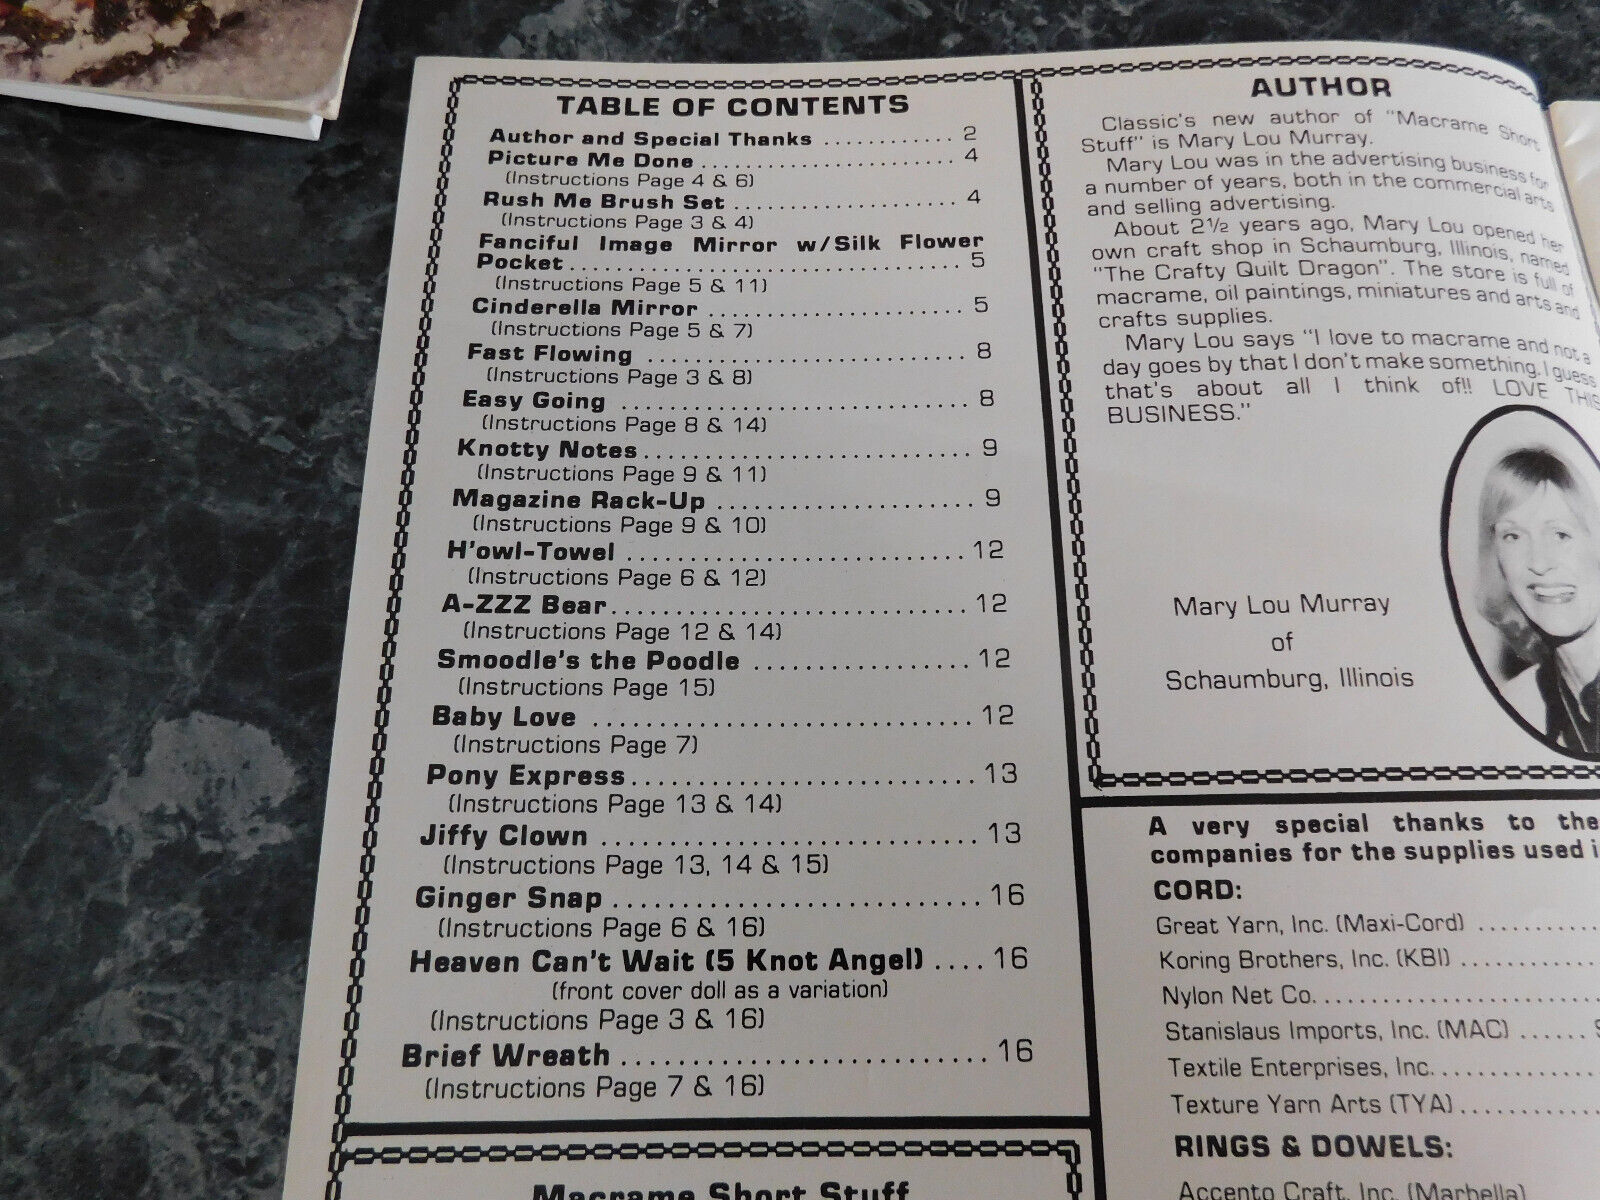 TABLE OF CONTENTS
Author and Special Thanks ............ 2
Picture Me Done ...................... 4
(Instructions Page 4 & 6)
Rush Me Brush Set .................... 4
(Instructions Page 3 & 4)
Fanciful Image Mirror w/Silk Flower
Pocket .................................. 5
(Instructions Page 5 & 11)
Cinderella Mirror ....................... 5
(Instructions Page 5 & 7)
Fast Flowing ............................ 8
(Instructions Page 3 & 8)
Easy Going .............................. 8
(Instructions Page 8 & 14)
Knotty Notes ............................ 9
(Instructions Page 9 & 11)
Magazine Rack-Up ...................... 9
(Instructions Page 9 & 10)
H'owl-Towel ............................ 12
(Instructions Page 6 & 12)
A-ZZZ Bear .............................. 12
(Instructions Page 12 & 14)
Smoodle's the Poodle .................. 12
(Instructions Page 15)
Baby Love ............................... 12
(Instructions Page 7)
Pony Express ............................ 13
(Instructions Page 13 & 14)
Jiffy Clown .............................. 13
(Instructions Page 13, 14 & 15)
Ginger Snap ............................. 16
(Instructions Page 6 & 16)
Heaven Can't Wait (5 Knot Angel) .... 16
(front cover doll as a variation)
(Instructions Page 3 & 16)
Brief Wreath ............................. 16
(Instructions Page 7 & 16)
Macrame Short Stuff
AUTHOR
Classic's new author of "Macrame Short
Stuff" is Mary Lou Murray.
Mary Lou was in the advertising business for
a number of years, both in the commercial arts
and selling advertising.
About 2½ years ago, Mary Lou opened her
own craft shop in Schaumburg, Illinois, named
"The Crafty Quilt Dragon". The store is full of
macrame, oil paintings, miniatures and arts and
crafts supplies.
Mary Lou says "I love to macrame and not a
day goes by that I don't make something. I guess
that's about all I think of!! LOVE THIS
BUSINESS."
Mary Lou Murray
of
Schaumburg, Illinois
A very special thanks to the
companies for the supplies used
CORD:
Great Yarn, Inc. (Maxi-Cord) .........
Koring Brothers, Inc. (KBI) ..........
Nylon Net Co. .......................
Stanislaus Imports, Inc. (MAC) ......
Textile Enterprises, Inc. .............
Texture Yarn Arts (TYA) ............
RINGS & DOWELS:
Accento Craft, Inc. (Marbella)